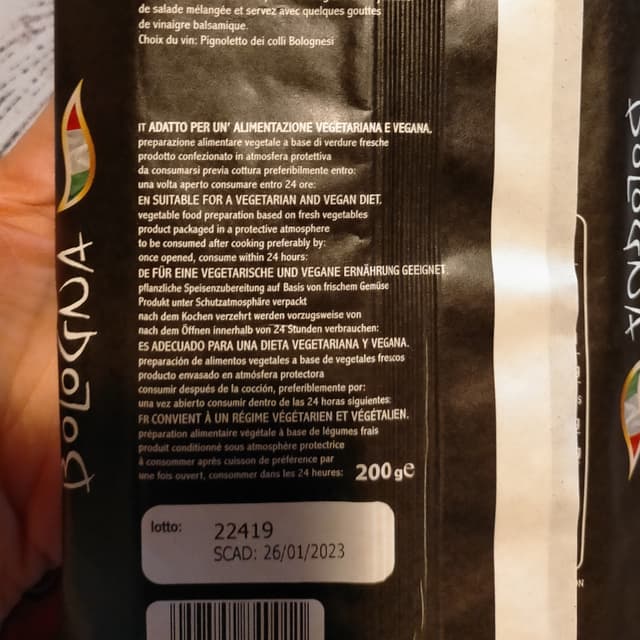 de salade mélangée et servez avec quelques gouttes
de vinaigre balsamique.
Choix du vin: Pignoletto dei colli Bolognesi
IT ADATTO PER UN' ALIMENTAZIONE VEGETARIANA E VEGANA.
preparazione alimentare vegetale a base di verdure fresche
prodotto confezionato in atmosfera protettiva
da consumarsi previa cottura preferibilmente entro:
una volta aperto consumare entro 24 ore:
EN SUITABLE FOR A VEGETARIAN AND VEGAN DIET.
vegetable food preparation based on fresh vegetables
product packaged in a protective atmosphere
to be consumed after cooking preferably by:
once opened, consume within 24 hours:
DE FÜR EINE VEGETARISCHE UND VEGANE ERNÄHRUNG GEEIGNET.
pflanzliche Speisenzubereitung auf Basis von frischem Gemüse
Produkt unter Schutzatmosphäre verpackt
nach dem Kochen verzehrt werden vorzugsweise von
nach dem Öffnen innerhalb von 24 Stunden verbrauchen:
ES ADECUADO PARA UNA DIETA VEGETARIANA Y VEGANA.
preparación de alimentos vegetales a base de vegetales frescos
producto envasado en atmósfera protectora
consumir después de la cocción, preferiblemente por:
una vez abierto consumir dentro de las 24 horas siguientes:
FR CONVIENT À UN RÉGIME VÉGÉTARIEN ET VÉGÉTALIEN.
préparation alimentaire végétale à base de légumes frais
produit conditionné sous atmosphère protectrice
à consommer après cuisson de préférence par
une fois ouvert, consommer dans les 24 heures: 200 g e
lotto: 22419
SCAD: 26/01/2023
BOLOGNA
BOLOGNA